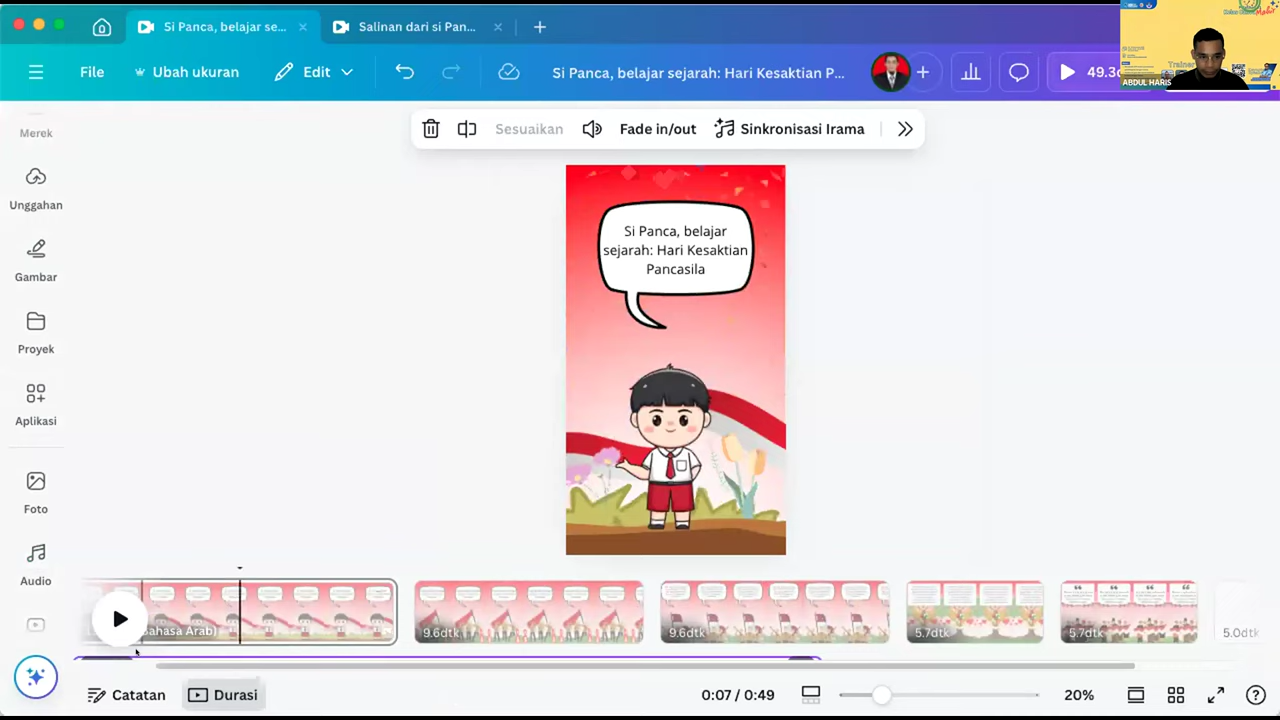 Si Panca, belajar se...
Salinan dari si Pan...
File
Ubah ukuran
Edit
Si Panca, belajar sejarah: Hari Kesaktian P...
49.3d
Trainer
ABDUL HARIS
Merek
Unggahan
Gambar
Proyek
Aplikasi
Foto
Audio
Sesuaikan
Fade in/out
Sinkronisasi Irama
Si Panca, belajar
sejarah: Hari Kesaktian
Pancasila
bahasa Arab)
9.6dtk
9.6dtk
5.7dtk
5.7dtk
5.0dtk
Catatan
Durasi
0:07 / 0:49
20%